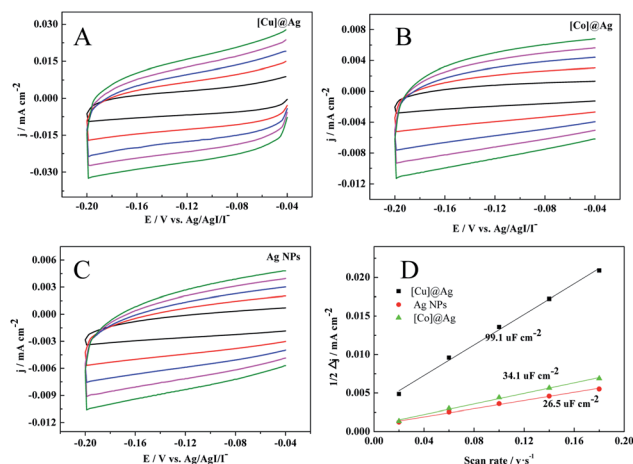 A
[Cu]@Ag
j / mA cm⁻²
0.030
0.015
0.000
-0.015
-0.030
-0.20
-0.16
-0.12
-0.08
-0.04
E / V vs. Ag/AgI/I⁻
B
[Co]@Ag
j / mA cm⁻²
0.008
0.004
0.000
-0.004
-0.008
-0.012
-0.20
-0.16
-0.12
-0.08
-0.04
E / V vs. Ag/AgI/I⁻
C
Ag NPs
j / mA cm⁻²
0.006
0.003
0.000
-0.003
-0.006
-0.009
-0.012
-0.20
-0.16
-0.12
-0.08
-0.04
E / V vs. Ag/AgI/I⁻
D
[Cu]@Ag
Ag NPs
[Co]@Ag
99.1 uF cm⁻²
34.1 uF cm⁻²
26.5 uF cm⁻²
1/2 Δj / mA cm⁻²
0.020
0.015
0.010
0.005
0.000
0.00
0.04
0.08
0.12
0.16
0.20
Scan rate / v·s⁻¹